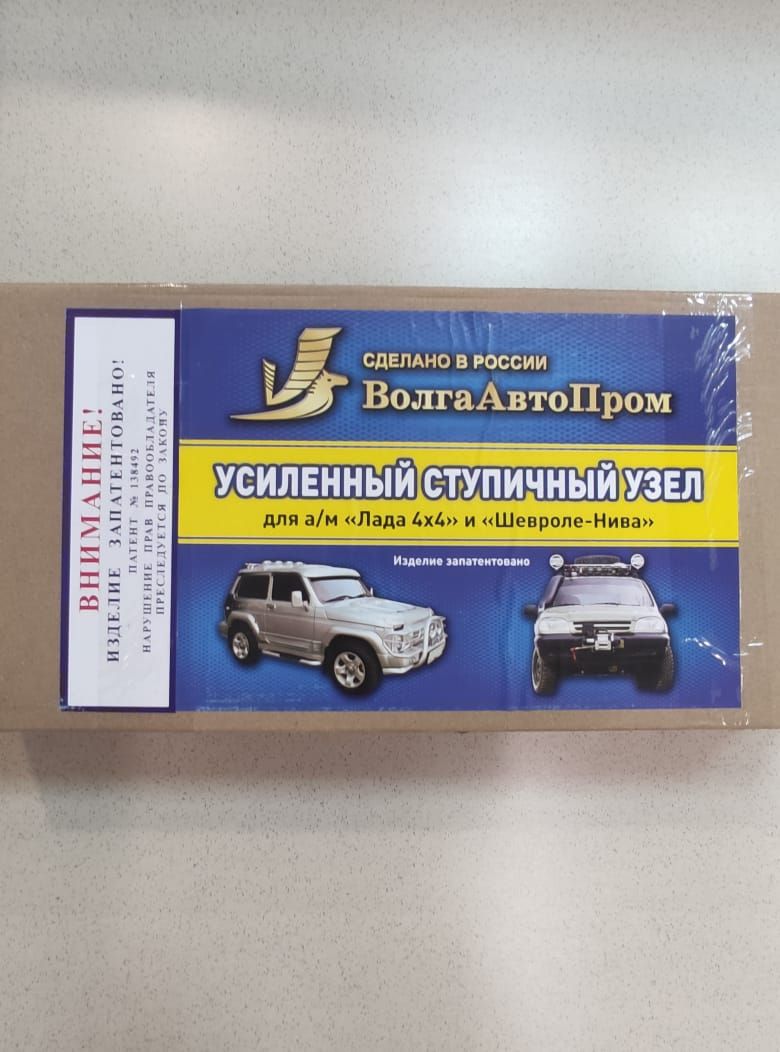 ВНИМАНИЕ!
ИЗДЕЛИЕ ЗАПАТЕНТОВАНО!
ПАТЕНТ № 138492
НАРУШЕНИЕ ПРАВ ПРАВООБЛАДАТЕЛЯ
ПРЕСЛЕДУЕТСЯ ПО ЗАКОНУ
СДЕЛАНО В РОССИИ
ВолгаАвтоПром
УСИЛЕННЫЙ СТУПИЧНЫЙ УЗЕЛ
для а/м «Лада 4x4» и «Шевроле-Нива»
Изделие запатентовано